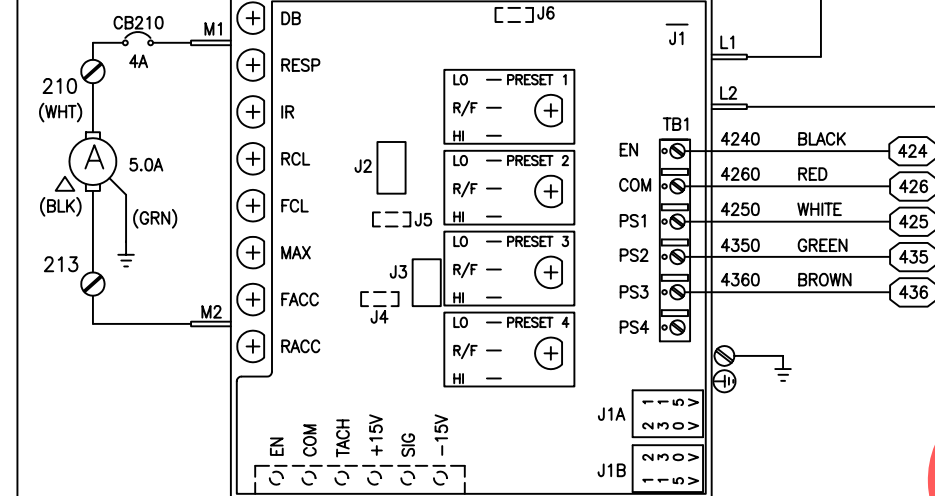 CB210
4A
210
(WHT)
A
5.0A
(BLK)
(GRN)
213
M1
M2
DB
RESP
IR
RCL
FCL
MAX
FACC
RACC
J6
J1
J2
J5
J3
J4
LO — PRESET 1
R/F —
HI —
LO — PRESET 2
R/F —
HI —
LO — PRESET 3
R/F —
HI —
LO — PRESET 4
R/F —
HI —
L1
L2
TB1
EN 4240 BLACK 424
COM 4260 RED 426
PS1 4250 WHITE 425
PS2 4350 GREEN 435
PS3 4360 BROWN 436
PS4
J1A
115V
230V
J1B
230V
115V
EN
COM
TACH
+15V
SIG
-15V